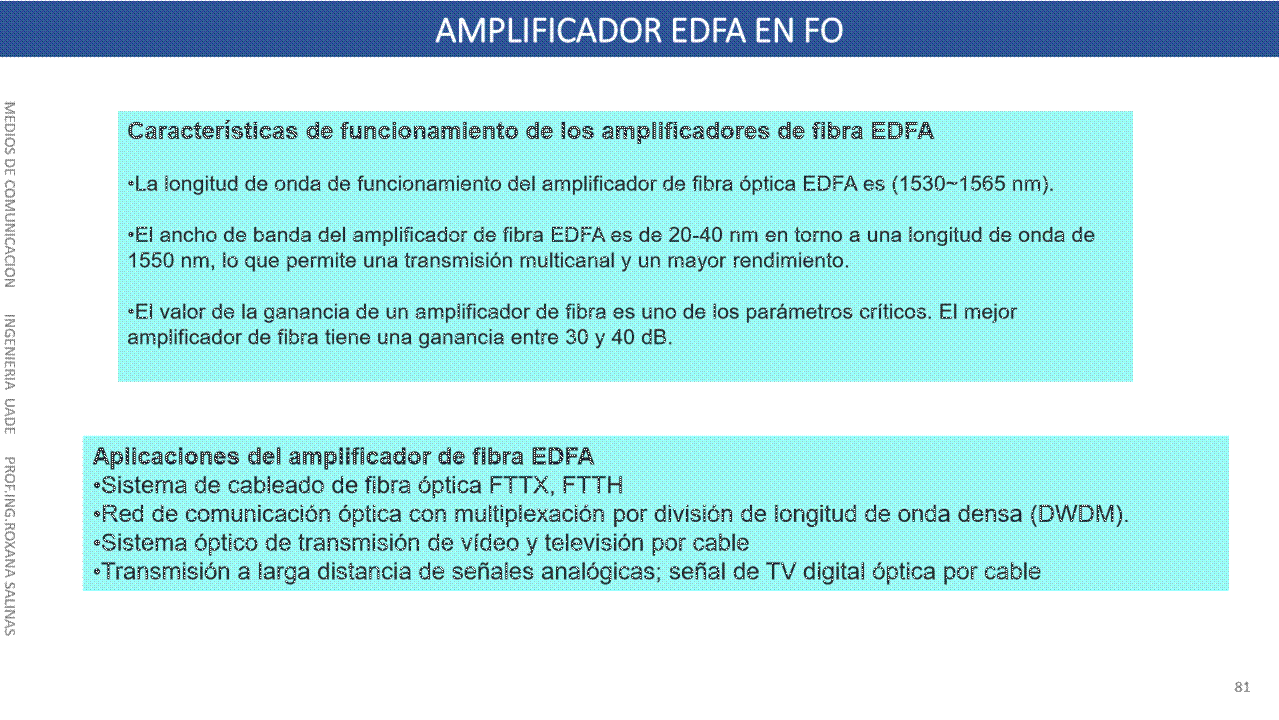 AMPLIFICADOR EDFA EN FO
MEDIOS DE COMUNICACION INGENIERIA UADE PROF.ING.ROXANA SALINAS
Características de funcionamiento de los amplificadores de fibra EDFA
•La longitud de onda de funcionamiento del amplificador de fibra óptica EDFA es (1530~1565 nm).
•El ancho de banda del amplificador de fibra EDFA es de 20-40 nm en torno a una longitud de onda de
1550 nm, lo que permite una transmisión multicanal y un mayor rendimiento.
•El valor de la ganancia de un amplificador de fibra es uno de los parámetros críticos. El mejor
amplificador de fibra tiene una ganancia entre 30 y 40 dB.
Aplicaciones del amplificador de fibra EDFA
•Sistema de cableado de fibra óptica FTTX, FTTH
•Red de comunicación óptica con multiplexación por división de longitud de onda densa (DWDM).
•Sistema óptico de transmisión de vídeo y televisión por cable
•Transmisión a larga distancia de señales analógicas; señal de TV digital óptica por cable
81